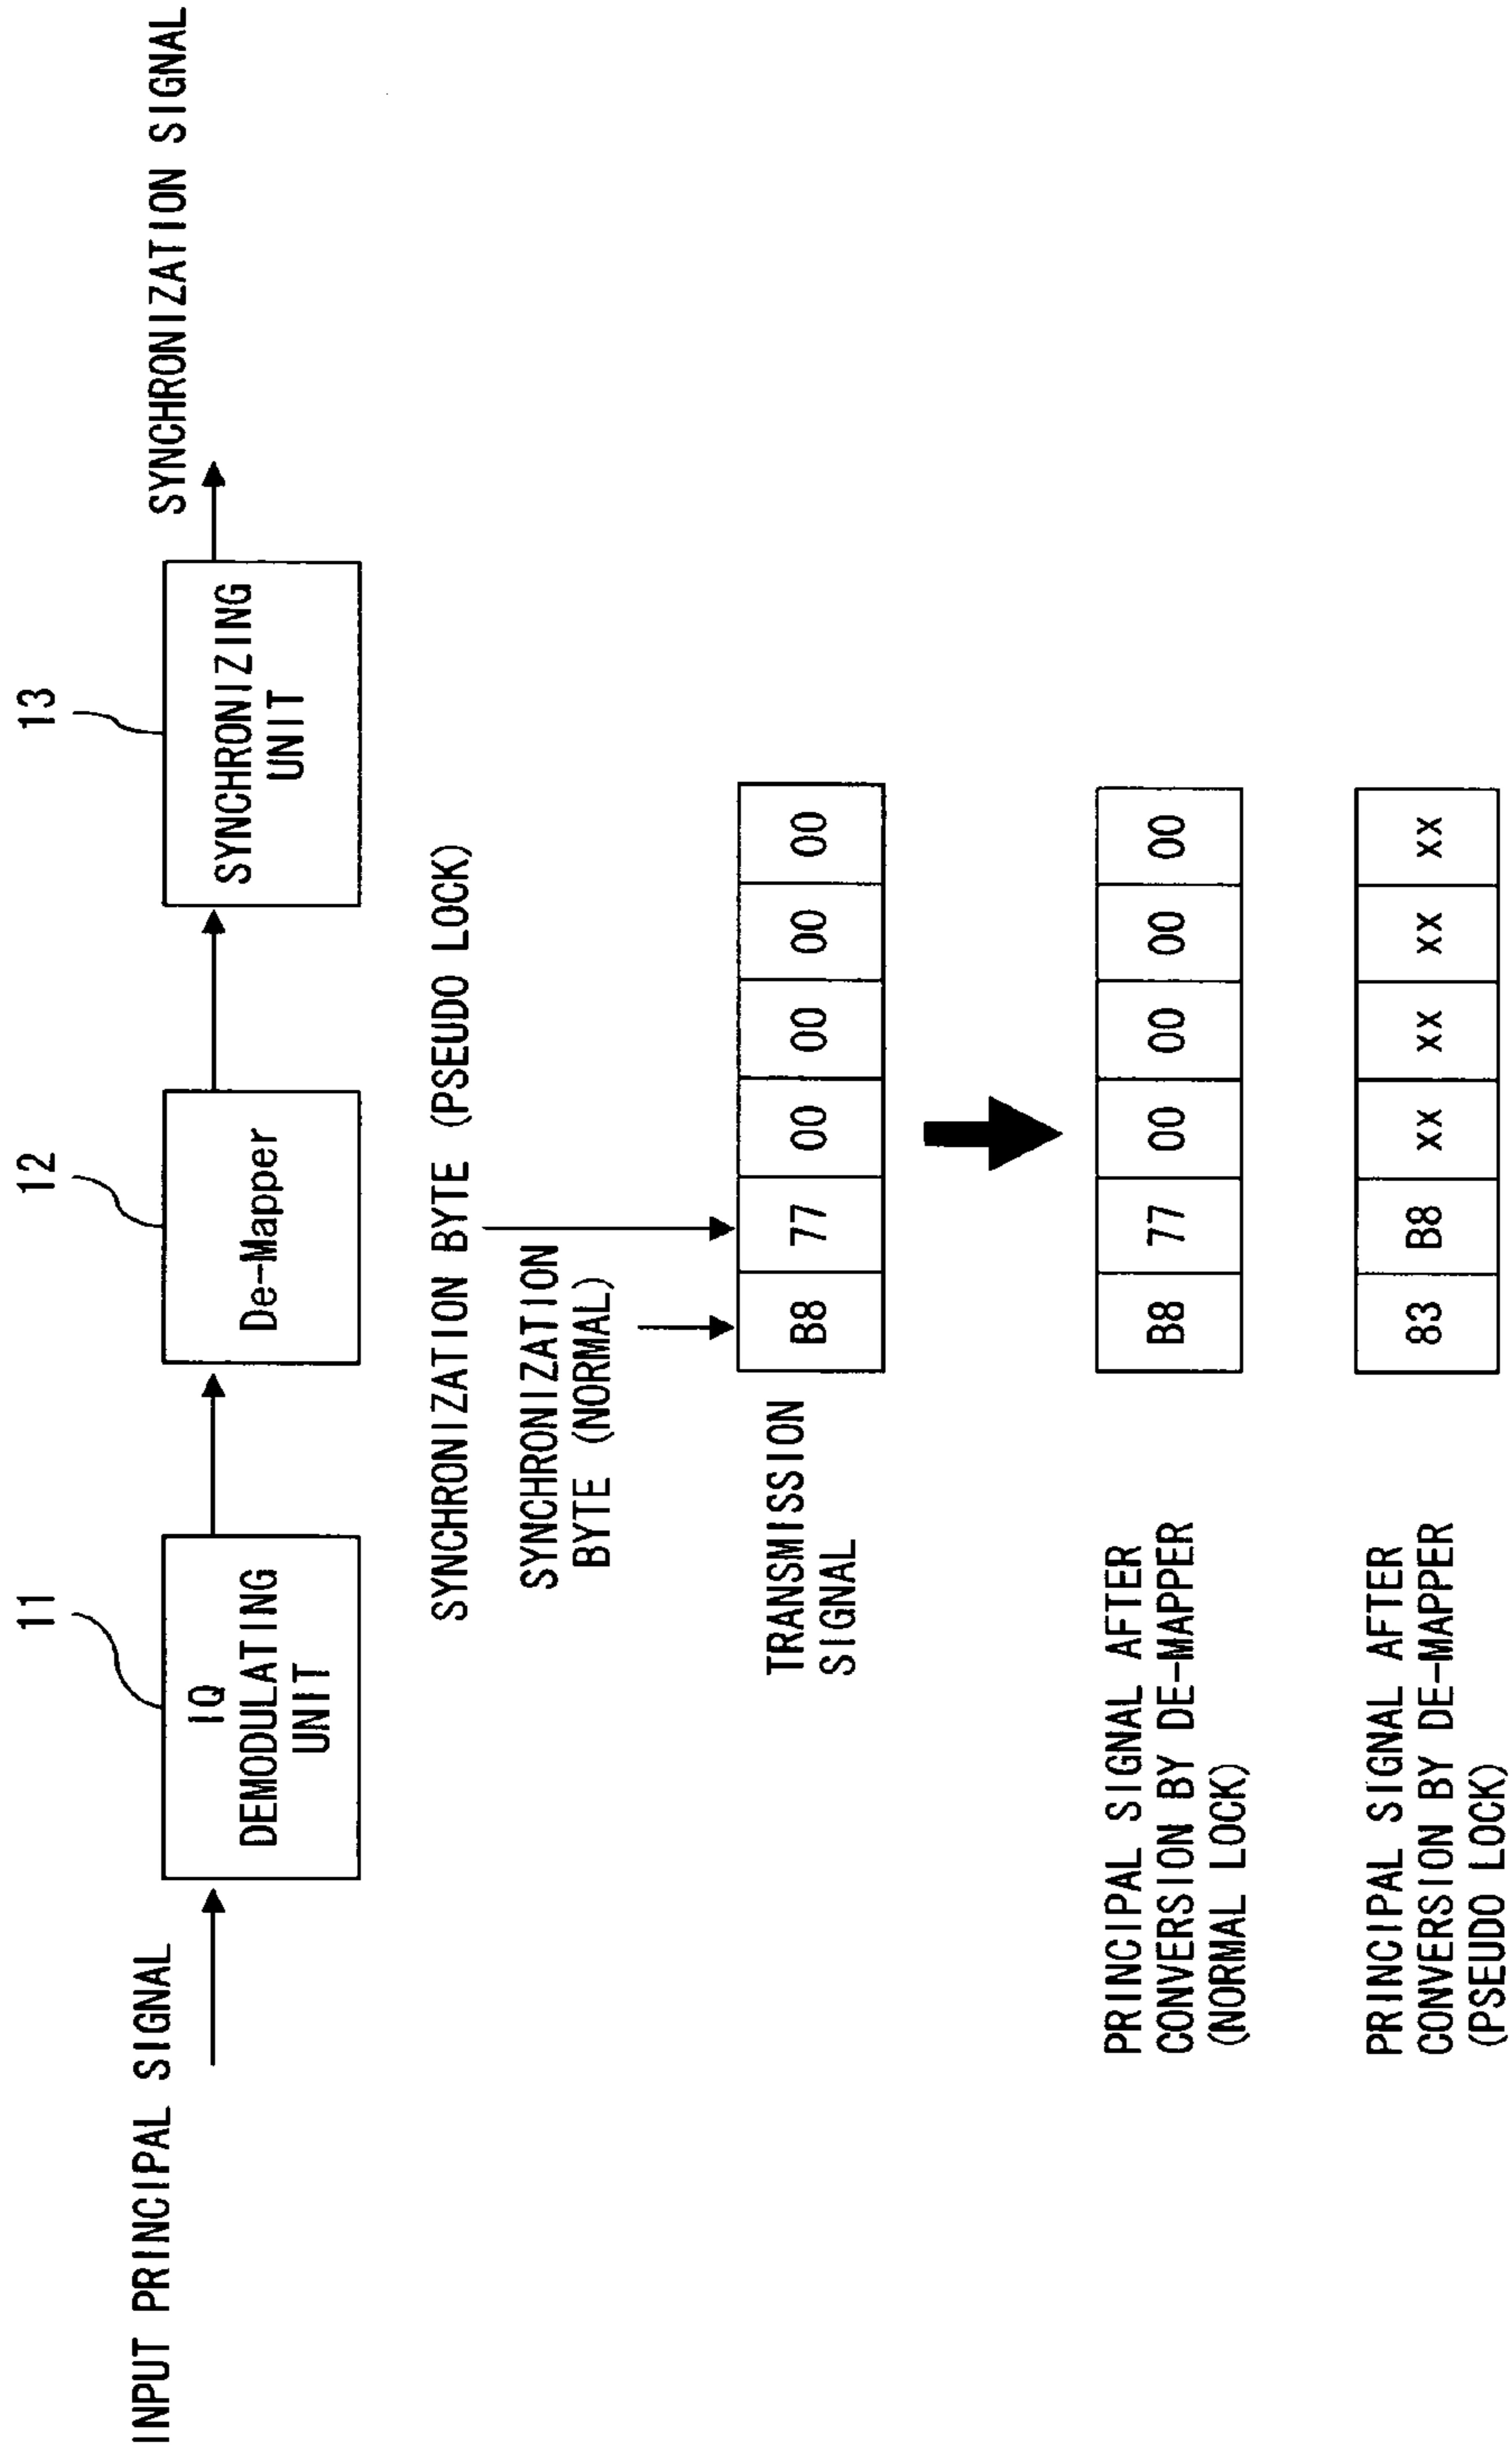 11
12
13
INPUT PRINCIPAL SIGNAL
IQ
DEMODULATING
UNIT
De-Mapper
SYNCHRONIZING
UNIT
SYNCHRONIZATION SIGNAL
SYNCHRONIZATION BYTE (PSEUDO LOCK)
SYNCHRONIZATION
BYTE (NORMAL)
TRANSMISSION
SIGNAL
B8 77 00 00 00 00
PRINCIPAL SIGNAL AFTER
CONVERSION BY DE-MAPPER
(NORMAL LOCK)
B8 77 00 00 00 00
PRINCIPAL SIGNAL AFTER
CONVERSION BY DE-MAPPER
(PSEUDO LOCK)
83 B8 xx xx xx xx